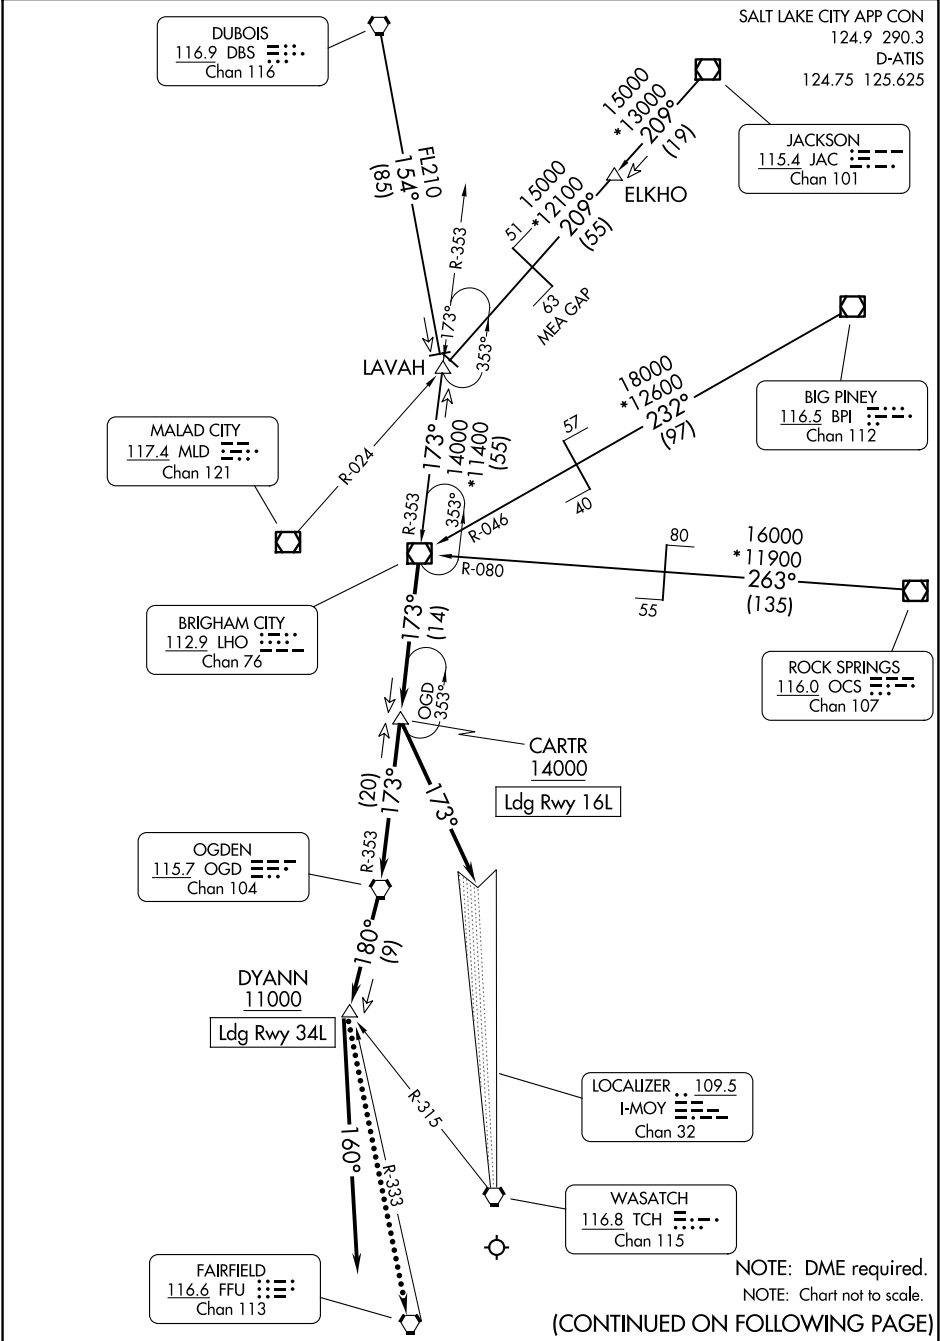 SALT LAKE CITY APP CON
124.9 290.3
D-ATIS
124.75 125.625
DUBOIS
116.9 DBS
Chan 116
JACKSON
115.4 JAC
Chan 101
15000
*13000
209°
(19)
ELKHO
FL210
154°
(85)
15000
*12100
209°
(55)
51
63
MEA GAP
R-353
173°
353°
LAVAH
BIG PINEY
116.5 BPI
Chan 112
18000
*12600
232°
(97)
57
40
MALAD CITY
117.4 MLD
Chan 121
R-024
173°
14000
*11400
(55)
R-353
353°
R-046
R-080
80
55
16000
*11900
263°
(135)
BRIGHAM CITY
112.9 LHO
Chan 76
ROCK SPRINGS
116.0 OCS
Chan 107
173°
(14)
OGD
353°
CARTR
14000
Ldg Rwy 16L
(20)
173°
173°
R-353
OGDEN
115.7 OGD
Chan 104
180°
(9)
DYANN
11000
Ldg Rwy 34L
LOCALIZER 109.5
I-MOY
Chan 32
R-315
160°
R-333
WASATCH
116.8 TCH
Chan 115
FAIRFIELD
116.6 FFU
Chan 113
NOTE: DME required.
NOTE: Chart not to scale.
(CONTINUED ON FOLLOWING PAGE)